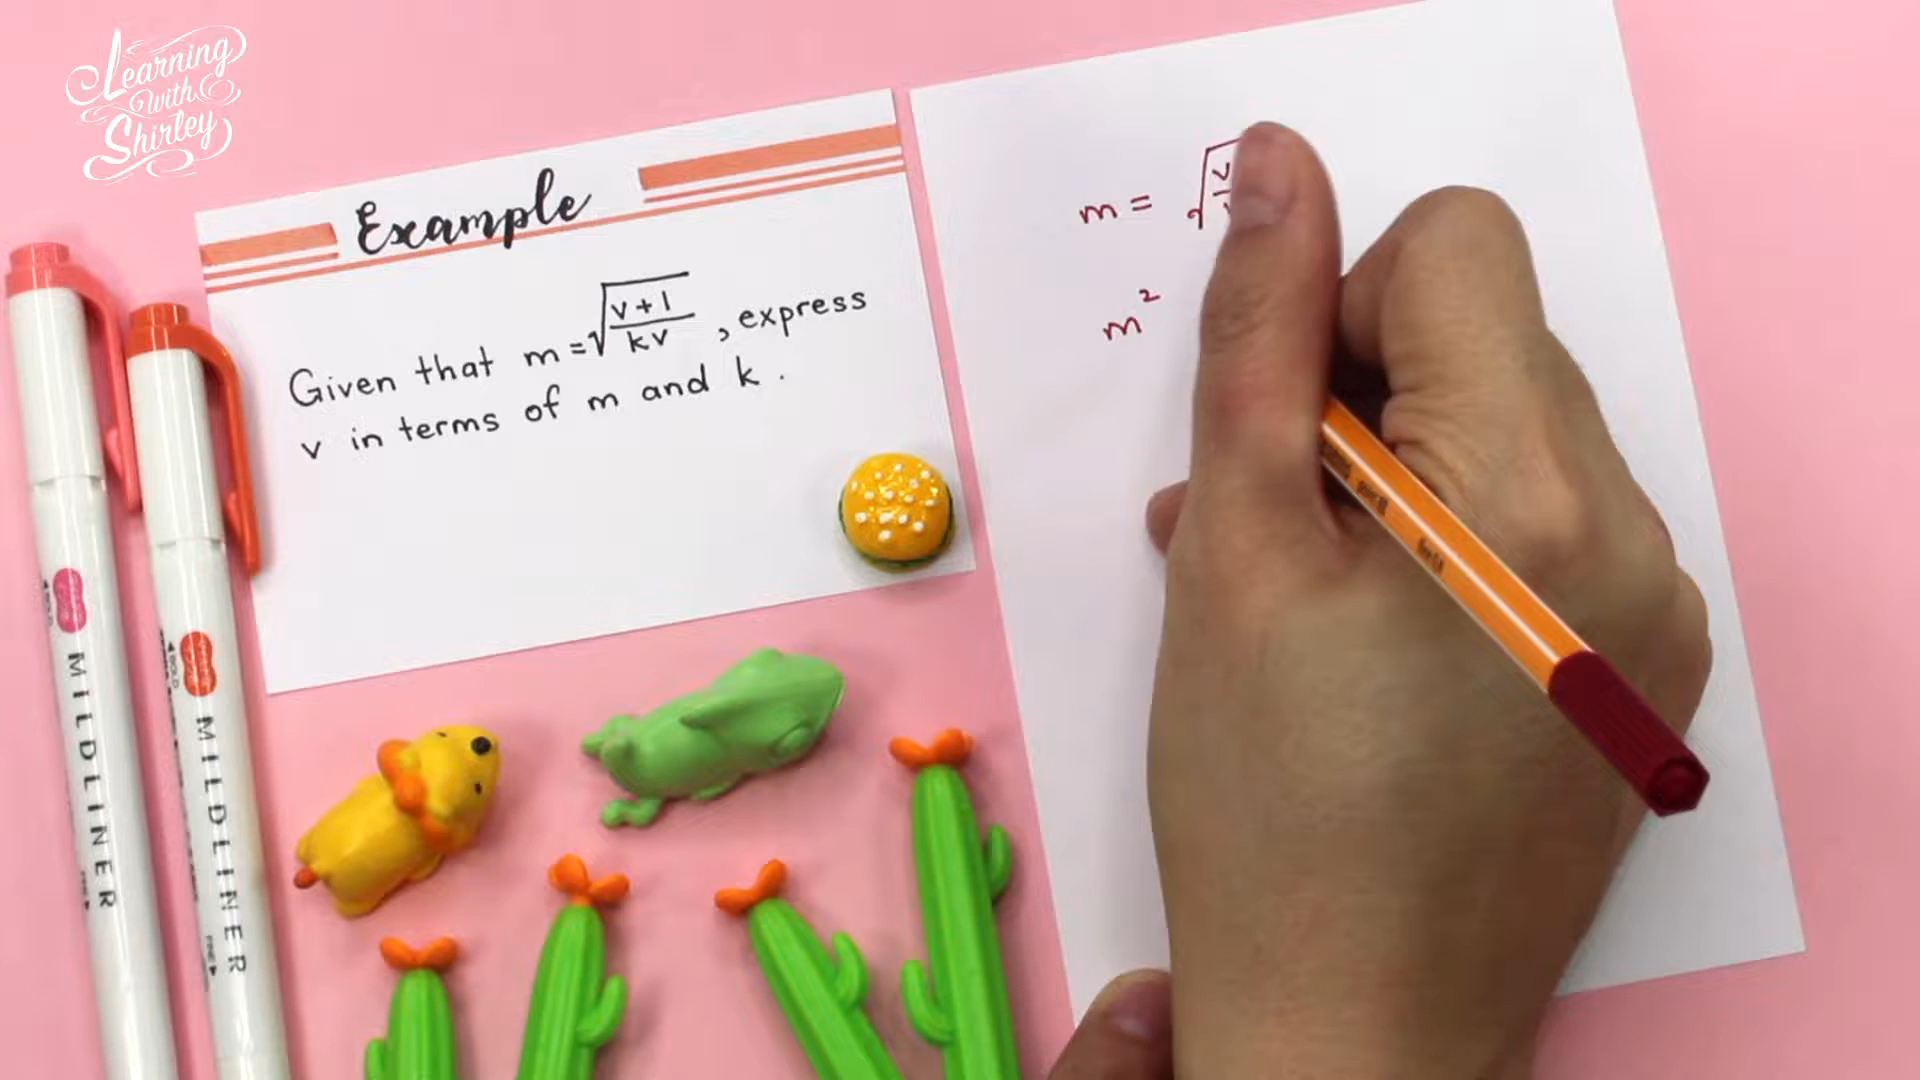 Learning
with
Shirley
Example
Given that m = √(v + 1 / kv) , express
v in terms of m and k .
m = √
m²
MILDLINER
MILDLINER